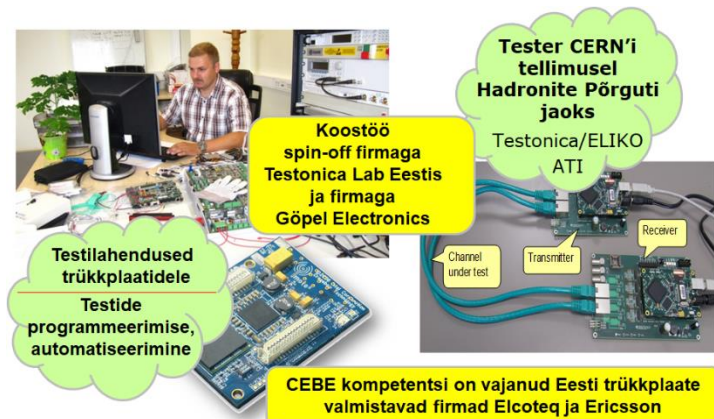 Tester CERN’i
tellimusel
Hadronite Põrguti
jaoks
Testonica/ELIKO
ATI
Koostöö
spin-off firmaga
Testonica Lab Eestis
ja firmaga
Göpel Electronics
Testilahendused
trükkplaatidele
Testide
programmeerimise,
automatiseerimine
Channel
under test
Transmitter
Receiver
CEBE kompetentsi on vajanud Eesti trükkplaate
valmistavad firmad Elcoteq ja Ericsson